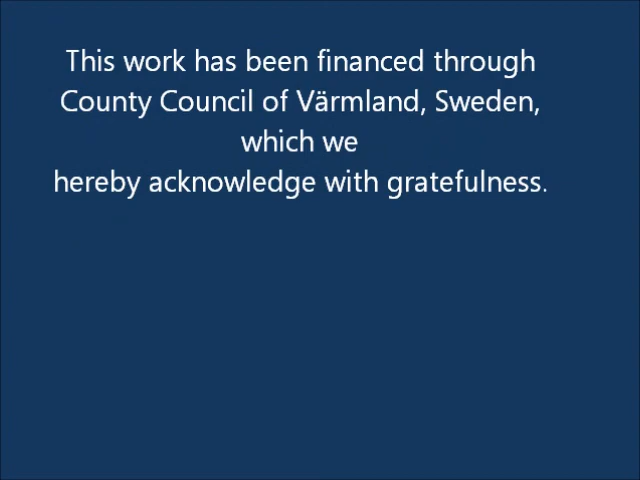 This work has been financed through
County Council of Värmland, Sweden,
which we
hereby acknowledge with gratefulness.